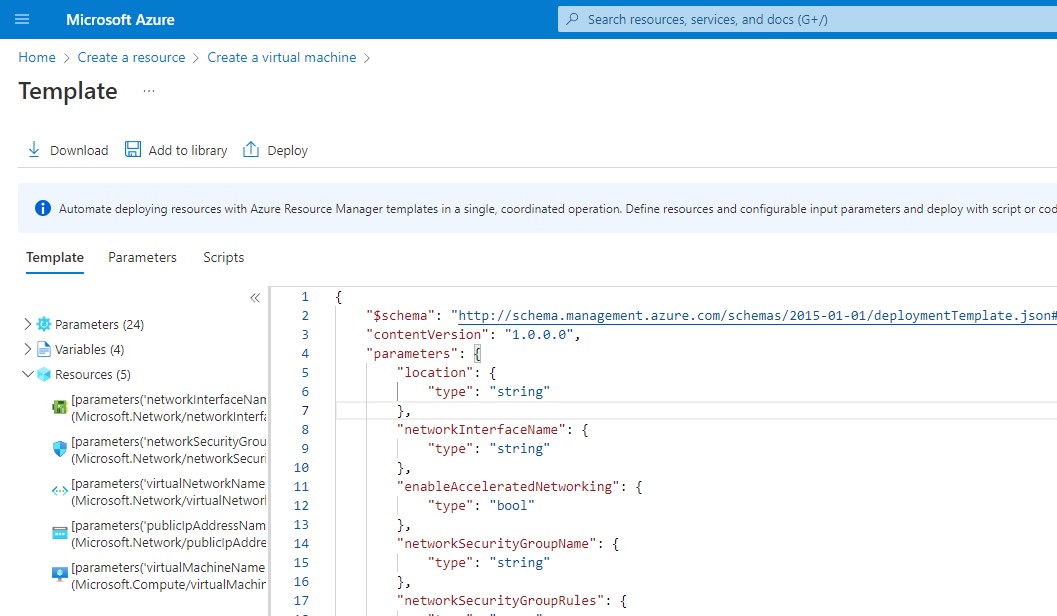 Microsoft Azure
Search resources, services, and docs (G+/)
Home > Create a resource > Create a virtual machine >
Template ...
Download Add to library Deploy
Automate deploying resources with Azure Resource Manager templates in a single, coordinated operation. Define resources and configurable input parameters and deploy with script or cod
Template Parameters Scripts
«
Parameters (24)
Variables (4)
Resources (5)
[parameters('networkInterfaceNam
(Microsoft.Network/networkInterfa
[parameters('networkSecurityGrou
(Microsoft.Network/networkSecuri
[parameters('virtualNetworkName
(Microsoft.Network/virtualNetworl
[parameters('publicIpAddressNam
(Microsoft.Network/publicIpAddre
[parameters('virtualMachineName
(Microsoft.Compute/virtualMachin
1 {
2 "$schema": "http://schema.management.azure.com/schemas/2015-01-01/deploymentTemplate.json#
3 "contentVersion": "1.0.0.0",
4 "parameters": {
5 "location": {
6 "type": "string"
7 },
8 "networkInterfaceName": {
9 "type": "string"
10 },
11 "enableAcceleratedNetworking": {
12 "type": "bool"
13 },
14 "networkSecurityGroupName": {
15 "type": "string"
16 },
17 "networkSecurityGroupRules": {